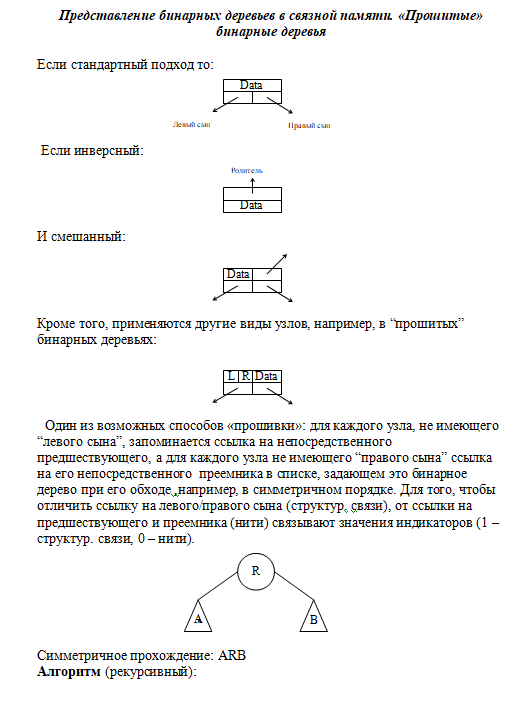 Представление бинарных деревьев в связной памяти. «Прошитые»
бинарные деревья
Если стандартный подход то:
Data
Левый сын
Правый сын
Если инверсный:
Родитель
Data
И смешанный:
Data
Кроме того, применяются другие виды узлов, например, в “прошитых”
бинарных деревьях:
L R Data
Один из возможных способов «прошивки»: для каждого узла, не имеющего
“левого сына”, запоминается ссылка на непосредственного
предшествующего, а для каждого узла не имеющего “правого сына” ссылка
на его непосредственного преемника в списке, задающем это бинарное
дерево при его обходе, например, в симметричном порядке. Для того, чтобы
отличить ссылку на левого/правого сына (структур. связи), от ссылки на
предшествующего и преемника (нити) связывают значения индикаторов (1 –
структур. связи, 0 – нити).
R
A
B
Симметричное прохождение: ARB
Алгоритм (рекурсивный):